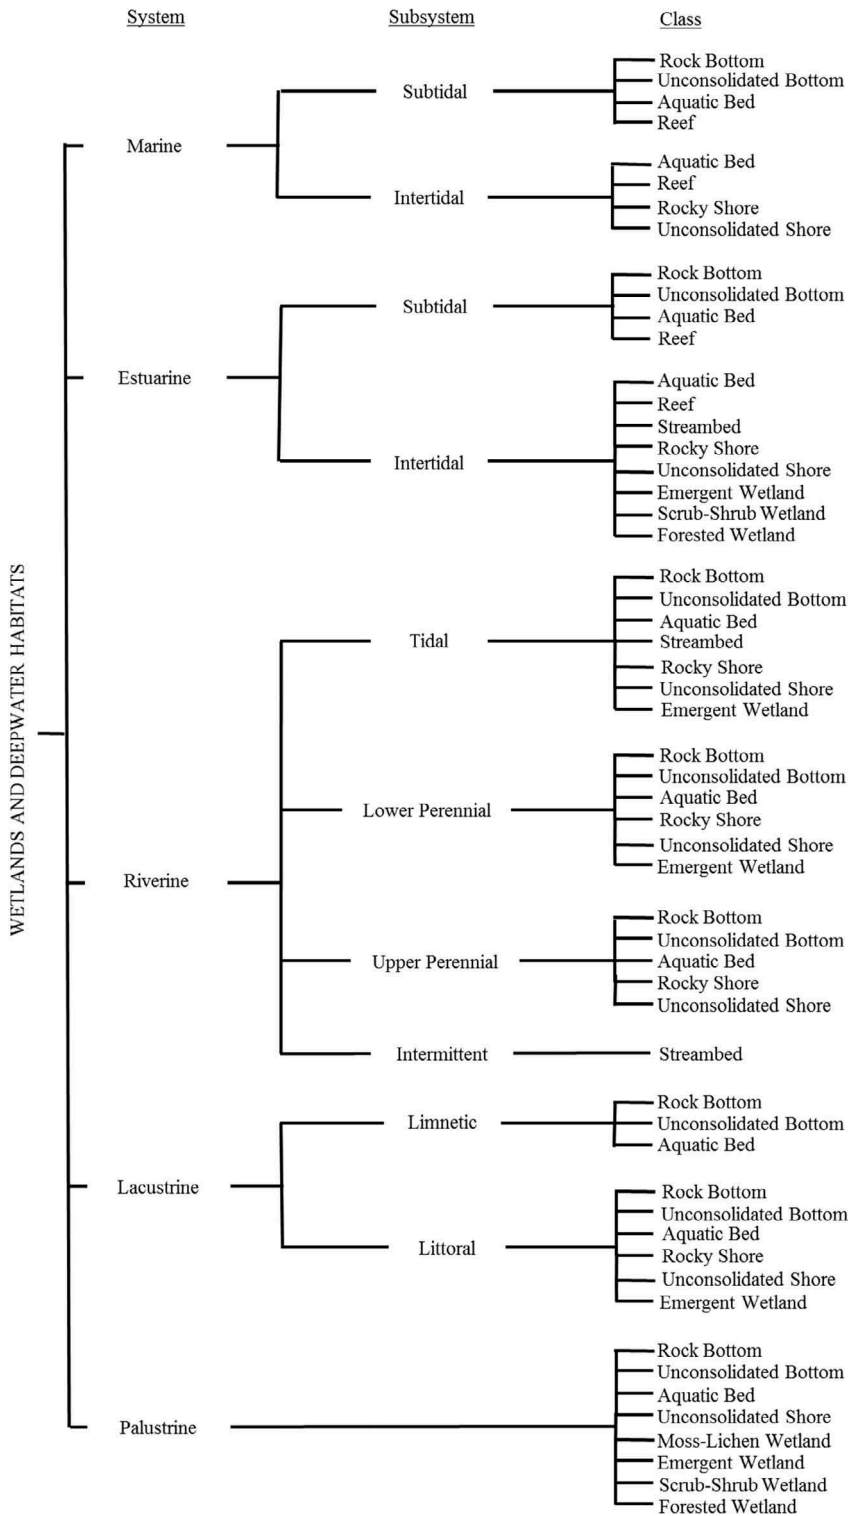 System Subsystem Class
WETLANDS AND DEEPWATER HABITATS
Marine
Subtidal
Rock Bottom
Unconsolidated Bottom
Aquatic Bed
Reef
Intertidal
Aquatic Bed
Reef
Rocky Shore
Unconsolidated Shore
Estuarine
Subtidal
Rock Bottom
Unconsolidated Bottom
Aquatic Bed
Reef
Intertidal
Aquatic Bed
Reef
Streambed
Rocky Shore
Unconsolidated Shore
Emergent Wetland
Scrub-Shrub Wetland
Forested Wetland
Riverine
Tidal
Rock Bottom
Unconsolidated Bottom
Aquatic Bed
Streambed
Rocky Shore
Unconsolidated Shore
Emergent Wetland
Lower Perennial
Rock Bottom
Unconsolidated Bottom
Aquatic Bed
Rocky Shore
Unconsolidated Shore
Emergent Wetland
Upper Perennial
Rock Bottom
Unconsolidated Bottom
Aquatic Bed
Rocky Shore
Unconsolidated Shore
Intermittent
Streambed
Lacustrine
Limnetic
Rock Bottom
Unconsolidated Bottom
Aquatic Bed
Littoral
Rock Bottom
Unconsolidated Bottom
Aquatic Bed
Rocky Shore
Unconsolidated Shore
Emergent Wetland
Palustrine
Rock Bottom
Unconsolidated Bottom
Aquatic Bed
Unconsolidated Shore
Moss-Lichen Wetland
Emergent Wetland
Scrub-Shrub Wetland
Forested Wetland